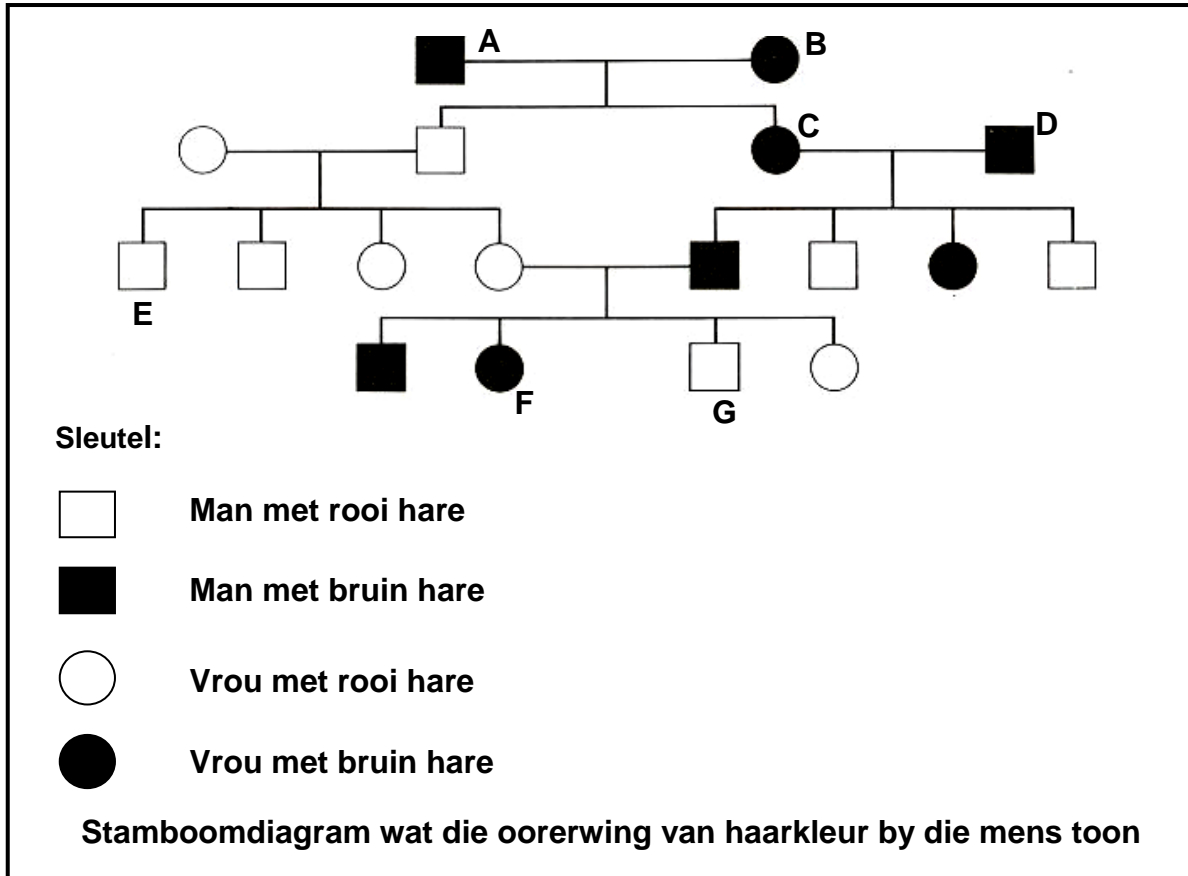 A
B
C
D
E
F
G
Sleutel:
Man met rooi hare
Man met bruin hare
Vrou met rooi hare
Vrou met bruin hare
Stamboomdiagram wat die oorerwing van haarkleur by die mens toon